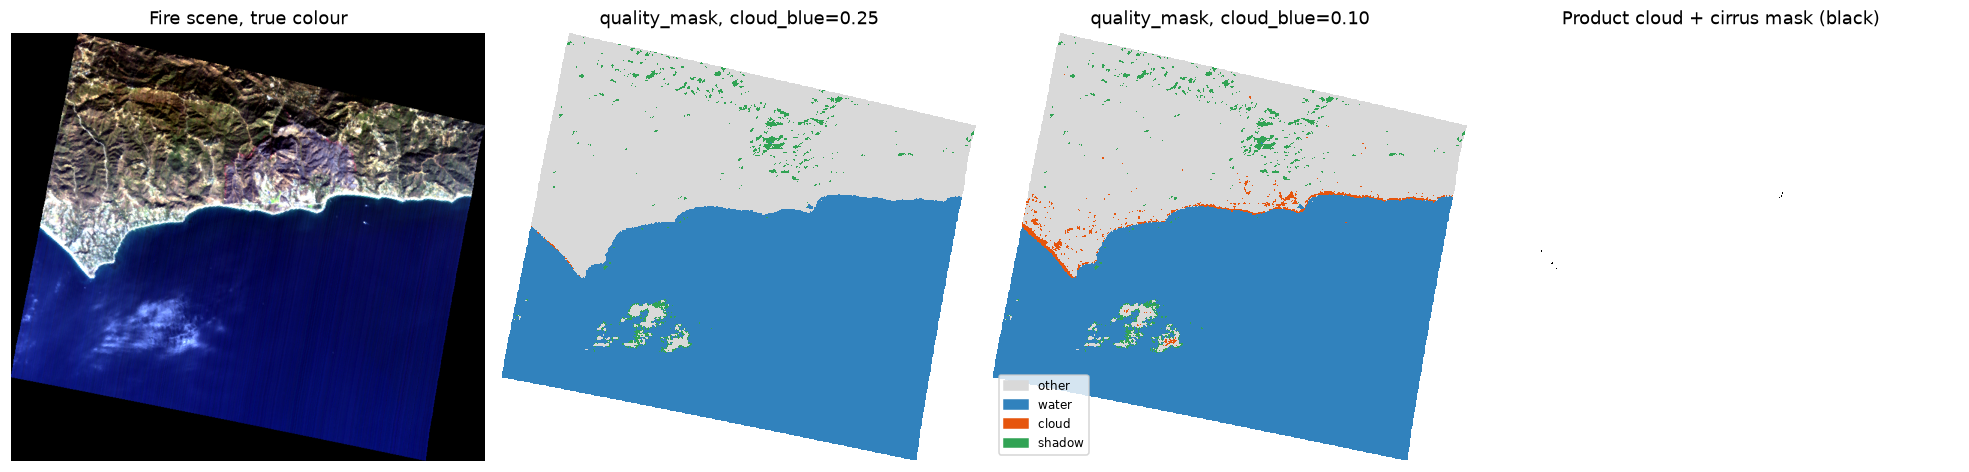 Fire scene, true colour
quality_mask, cloud_blue=0.25
quality_mask, cloud_blue=0.10
Product cloud + cirrus mask (black)
other
water
cloud
shadow